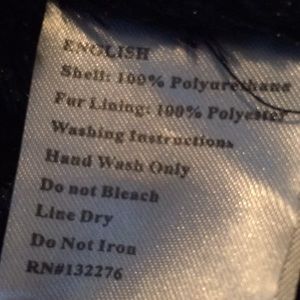 ENGLISH
Shell: 100% Polyurethane
Fur Lining: 100% Polyester
Washing Instructions
Hand Wash Only
Do not Bleach
Line Dry
Do Not Iron
RN#132276